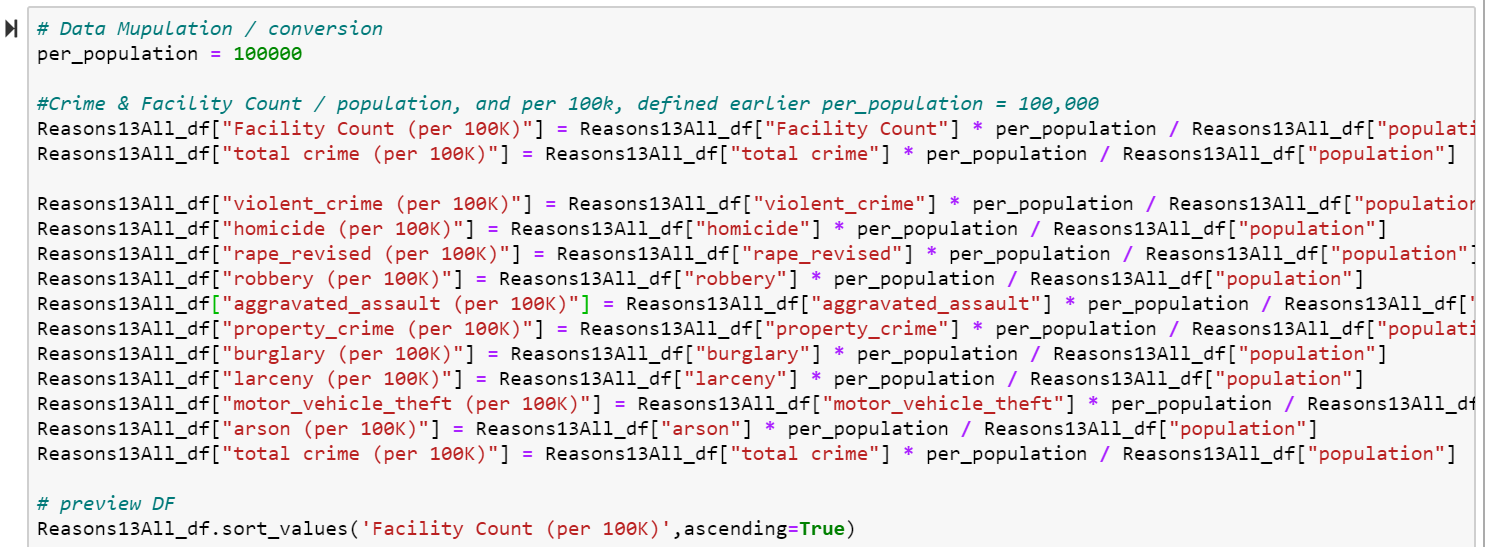 # Data Mupulation / conversion
per_population = 100000
#Crime & Facility Count / population, and per 100k, defined earlier per_population = 100,000
Reasons13All_df["Facility Count (per 100K)"] = Reasons13All_df["Facility Count"] * per_population / Reasons13All_df["populati
Reasons13All_df["total crime (per 100K)"] = Reasons13All_df["total crime"] * per_population / Reasons13All_df["population"]
Reasons13All_df["violent_crime (per 100K)"] = Reasons13All_df["violent_crime"] * per_population / Reasons13All_df["population
Reasons13All_df["homicide (per 100K)"] = Reasons13All_df["homicide"] * per_population / Reasons13All_df["population"]
Reasons13All_df["rape_revised (per 100K)"] = Reasons13All_df["rape_revised"] * per_population / Reasons13All_df["population"]
Reasons13All_df["robbery (per 100K)"] = Reasons13All_df["robbery"] * per_population / Reasons13All_df["population"]
Reasons13All_df["aggravated_assault (per 100K)"] = Reasons13All_df["aggravated_assault"] * per_population / Reasons13All_df["
Reasons13All_df["property_crime (per 100K)"] = Reasons13All_df["property_crime"] * per_population / Reasons13All_df["populati
Reasons13All_df["burglary (per 100K)"] = Reasons13All_df["burglary"] * per_population / Reasons13All_df["population"]
Reasons13All_df["larceny (per 100K)"] = Reasons13All_df["larceny"] * per_population / Reasons13All_df["population"]
Reasons13All_df["motor_vehicle_theft (per 100K)"] = Reasons13All_df["motor_vehicle_theft"] * per_population / Reasons13All_df
Reasons13All_df["arson (per 100K)"] = Reasons13All_df["arson"] * per_population / Reasons13All_df["population"]
Reasons13All_df["total crime (per 100K)"] = Reasons13All_df["total crime"] * per_population / Reasons13All_df["population"]
# preview DF
Reasons13All_df.sort_values('Facility Count (per 100K)',ascending=True)